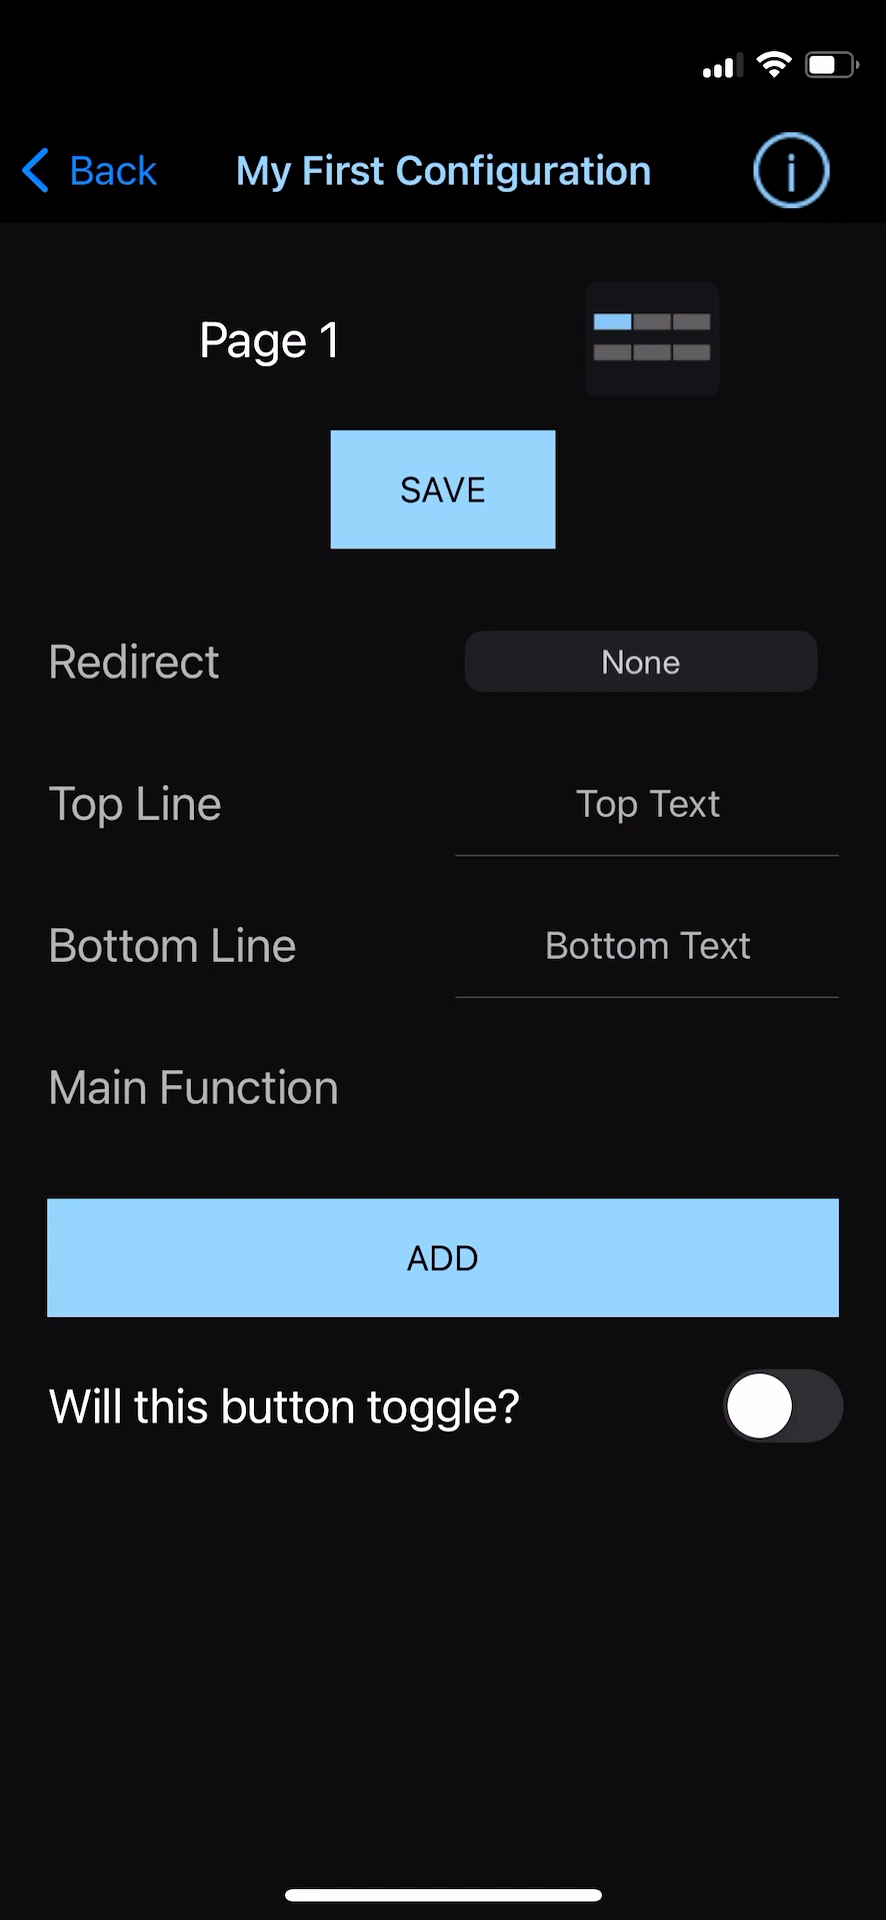 Back
My First Configuration
i
Page 1
SAVE
Redirect
None
Top Line
Top Text
Bottom Line
Bottom Text
Main Function
ADD
Will this button toggle?